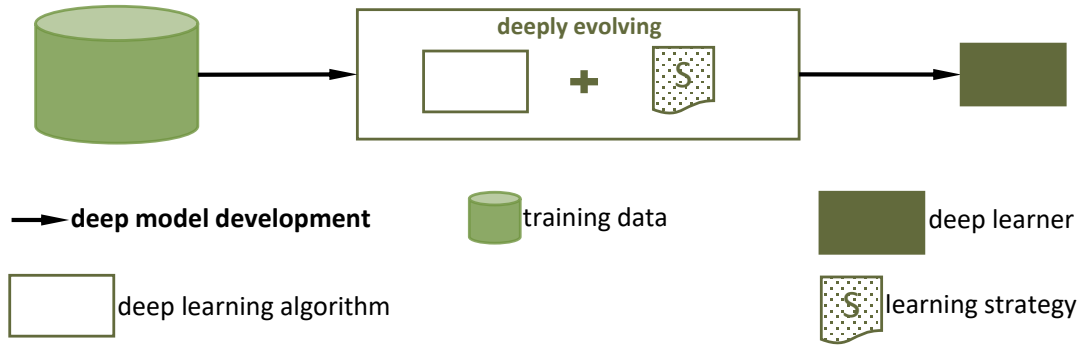 deeply evolving
+
S
deep model development
training data
deep learner
deep learning algorithm
S
learning strategy